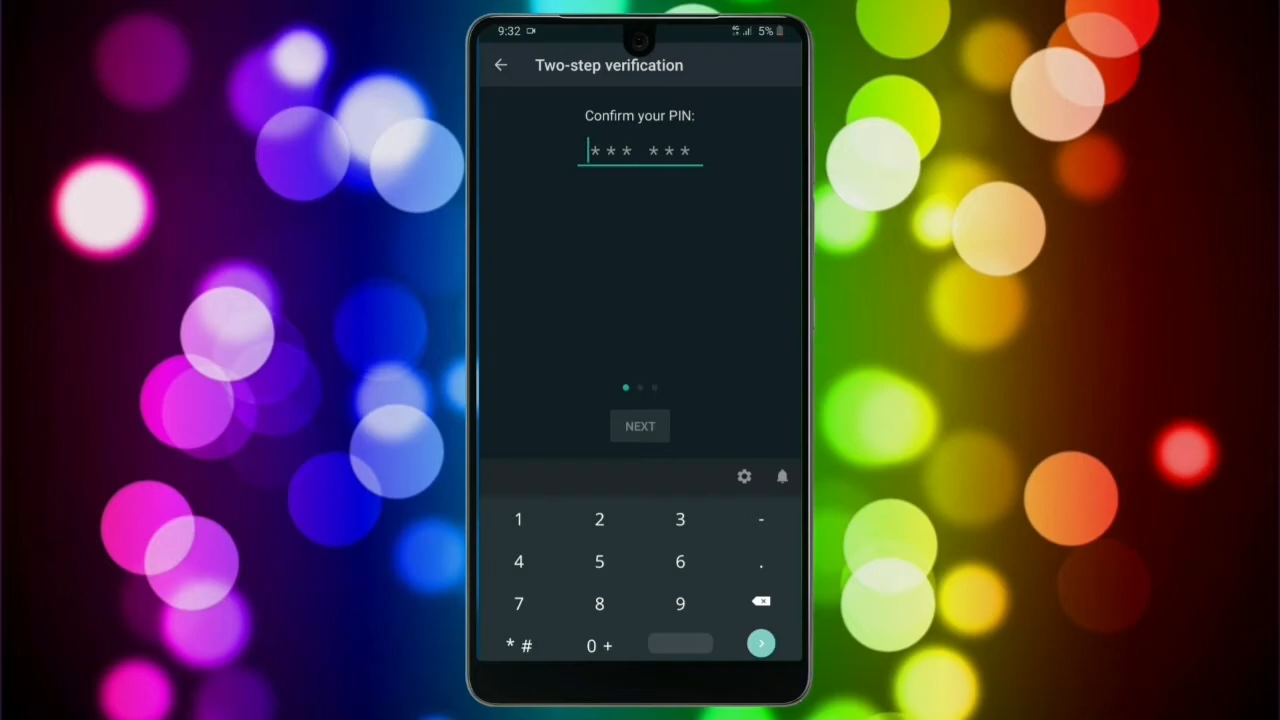 9:32 5%
Two-step verification
Confirm your PIN:
*** ***
NEXT
1 2 3 -
4 5 6 .
7 8 9
* # 0 +